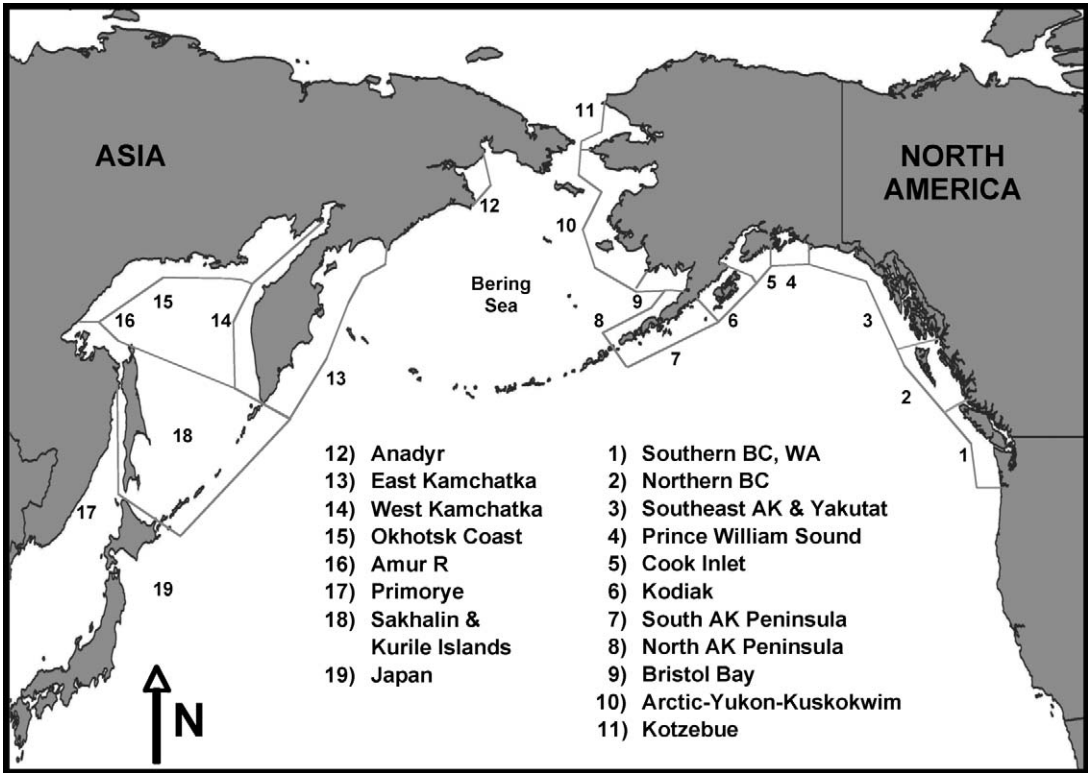 ASIA
NORTH
AMERICA
Bering
Sea
11
12
10
15
14
16
9
8
5
4
6
3
7
13
2
18
1
17
19
12) Anadyr
13) East Kamchatka
14) West Kamchatka
15) Okhotsk Coast
16) Amur R
17) Primorye
18) Sakhalin &
Kurile Islands
19) Japan
1) Southern BC, WA
2) Northern BC
3) Southeast AK & Yakutat
4) Prince William Sound
5) Cook Inlet
6) Kodiak
7) South AK Peninsula
8) North AK Peninsula
9) Bristol Bay
10) Arctic-Yukon-Kuskokwim
11) Kotzebue
N